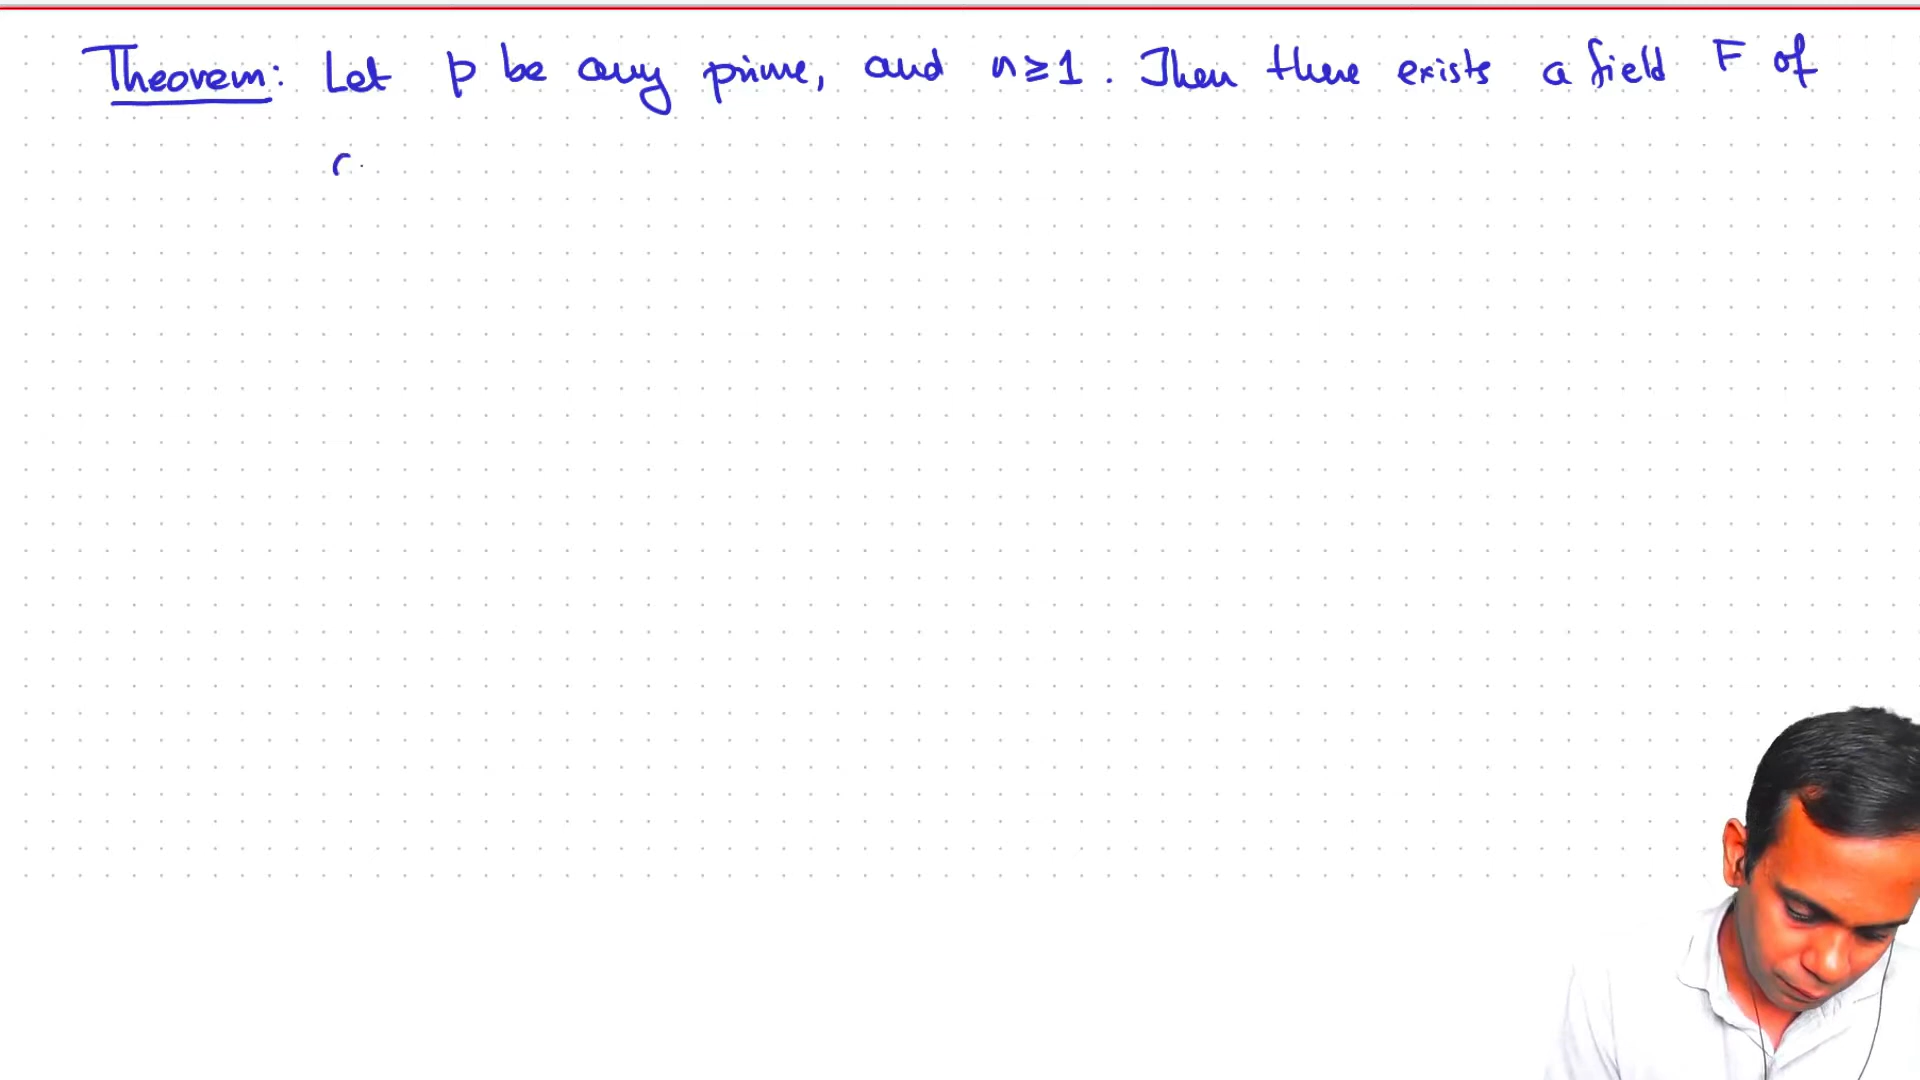 Theorem: Let p be any prime, and n≥1. Then there exists a field F of